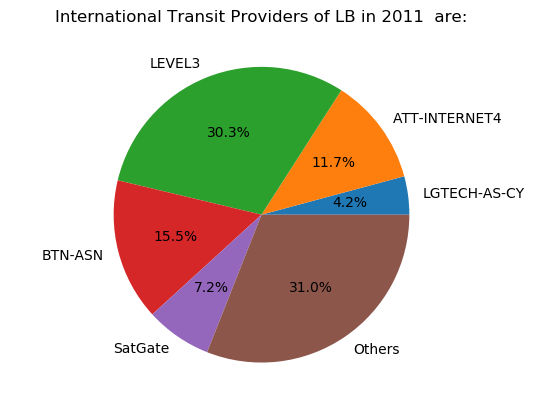 International Transit Providers of LB in 2011  are:
LEVEL3
ATT-INTERNET4
30.3%
11.7%
LGTECH-AS-CY
4.2%
15.5%
BTN-ASN
7.2%
31.0%
SatGate
Others